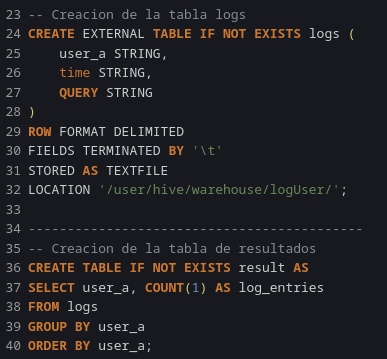 23 -- Creacion de la tabla logs
24 CREATE EXTERNAL TABLE IF NOT EXISTS logs (
25     user_a STRING,
26     time STRING,
27     QUERY STRING
28 )
29 ROW FORMAT DELIMITED
30 FIELDS TERMINATED BY '\t'
31 STORED AS TEXTFILE
32 LOCATION '/user/hive/warehouse/logUser/';
33
34 -------------------------------------------
35 -- Creacion de la tabla de resultados
36 CREATE TABLE IF NOT EXISTS result AS
37 SELECT user_a, COUNT(1) AS log_entries
38 FROM logs
39 GROUP BY user_a
40 ORDER BY user_a;